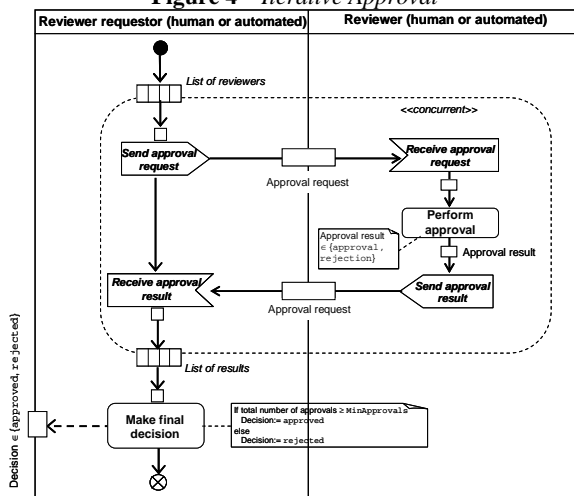 Figure 4 Iterative Approval
Reviewer requestor (human or automated)
Reviewer (human or automated)
List of reviewers
<<concurrent>>
Send approval
request
Approval request
Receive approval
request
Perform
approval
Approval result
∈{approval,
rejection}
Approval result
Receive approval
result
Approval request
Send approval
result
List of results
Make final
decision
If total number of approvals ≥ MinApprovals
Decision:= approved
else
Decision:= rejected
Decision ∈ {approved, rejected}